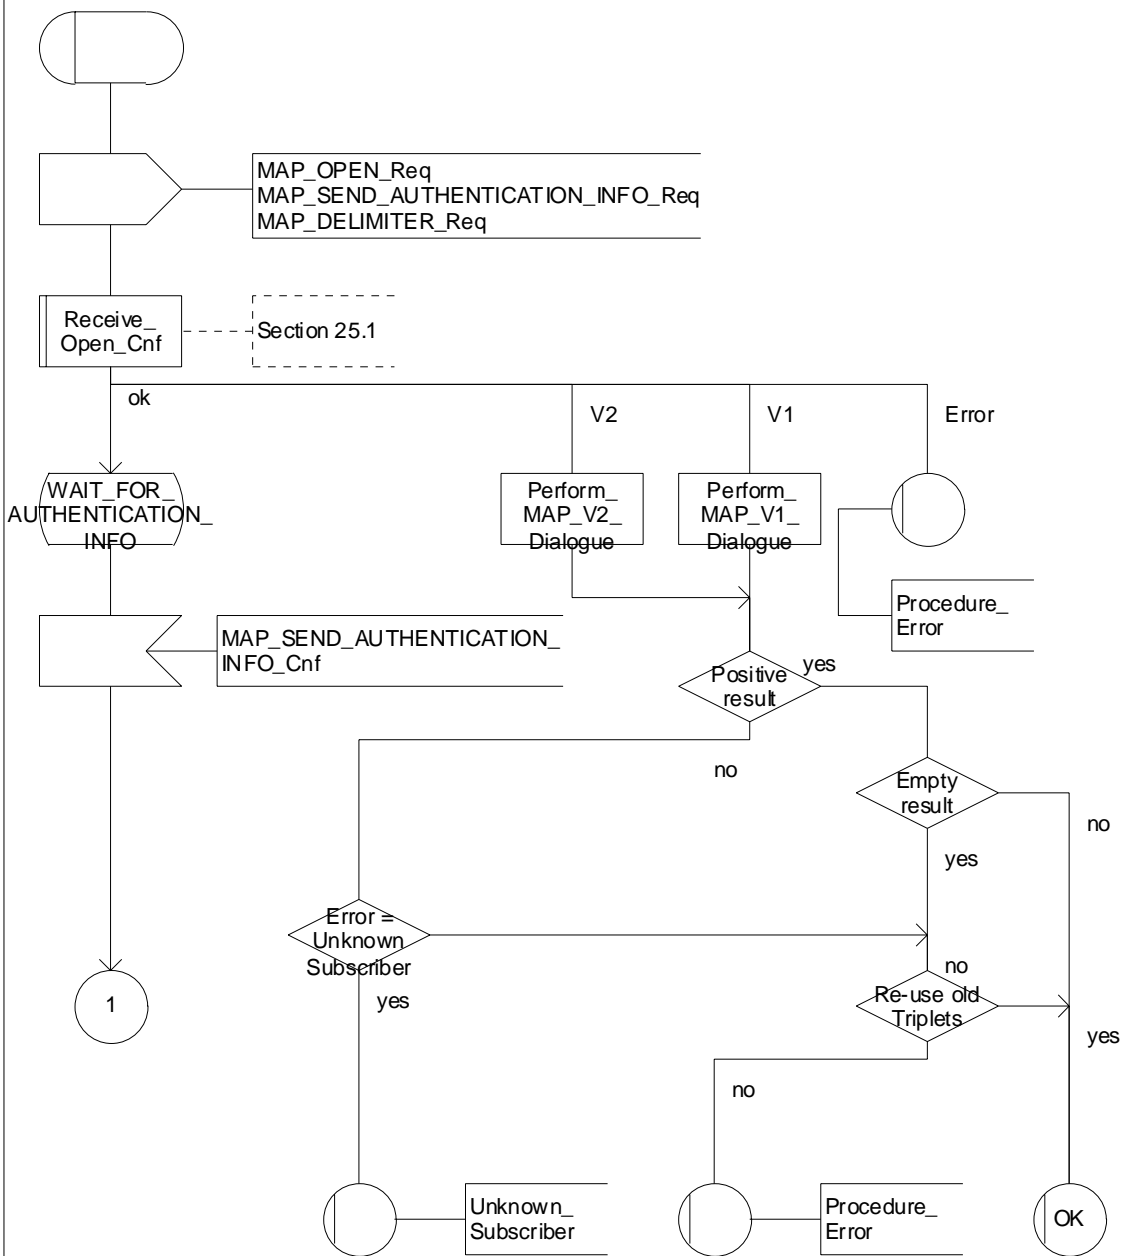 MAP_OPEN_Req
MAP_SEND_AUTHENTICATION_INFO_Req
MAP_DELIMITER_Req
Receive_
Open_Cnf
Section 25.1
ok
V2
V1
Error
WAIT_FOR_
AUTHENTICATION_
INFO
Perform_
MAP_V2_
Dialogue
Perform_
MAP_V1_
Dialogue
Procedure_
Error
MAP_SEND_AUTHENTICATION_
INFO_Cnf
Positive
result
yes
no
Empty
result
no
yes
Error =
Unknown
Subscriber
no
yes
Re-use old
Triplets
yes
no
1
Unknown_
Subscriber
Procedure_
Error
OK